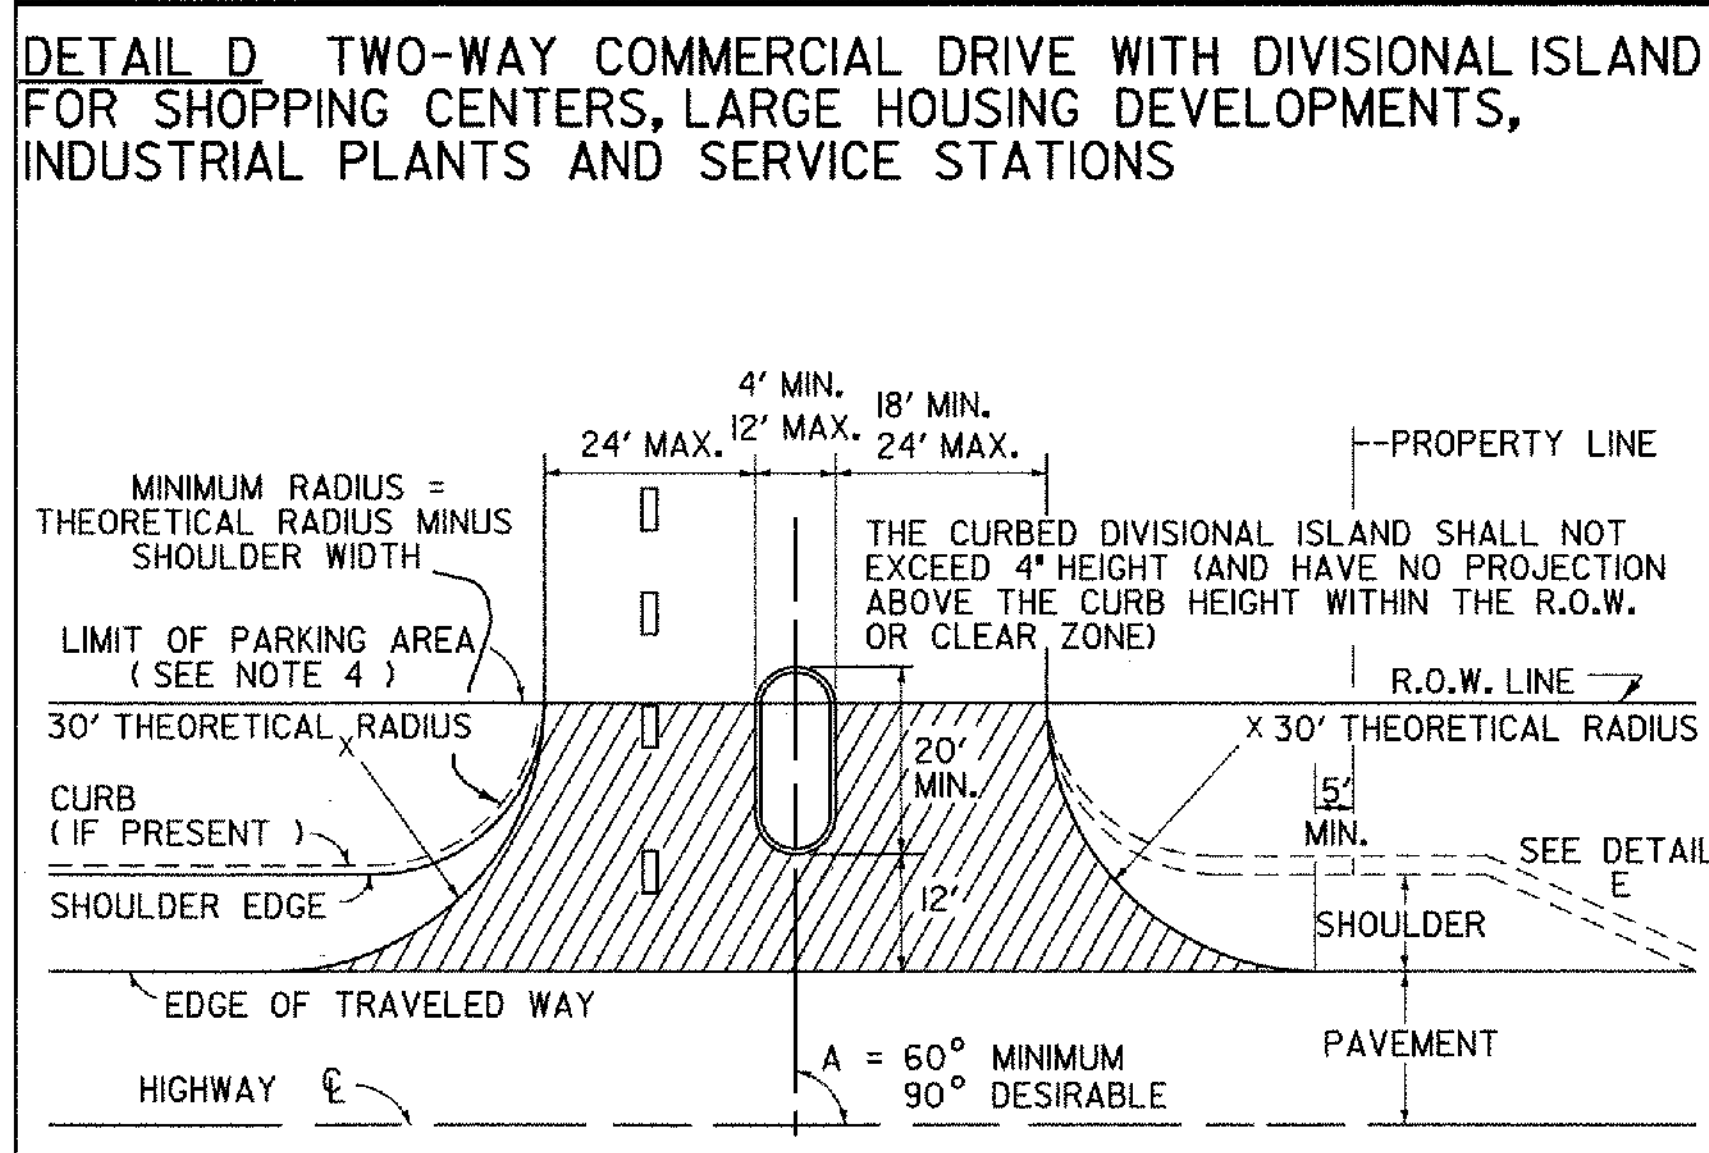 DETAIL D TWO-WAY COMMERCIAL DRIVE WITH DIVISIONAL ISLAND
FOR SHOPPING CENTERS, LARGE HOUSING DEVELOPMENTS,
INDUSTRIAL PLANTS AND SERVICE STATIONS
4' MIN.
12' MAX.
18' MIN.
24' MAX.
24' MAX.
PROPERTY LINE
MINIMUM RADIUS =
THEORETICAL RADIUS MINUS
SHOULDER WIDTH
THE CURBED DIVISIONAL ISLAND SHALL NOT
EXCEED 4" HEIGHT (AND HAVE NO PROJECTION
ABOVE THE CURB HEIGHT WITHIN THE R.O.W.
OR CLEAR ZONE)
LIMIT OF PARKING AREA
( SEE NOTE 4 )
R.O.W. LINE
30' THEORETICAL RADIUS
X
X 30' THEORETICAL RADIUS
20'
MIN.
CURB
( IF PRESENT )
5'
MIN.
SEE DETAIL
E
SHOULDER EDGE
12'
SHOULDER
EDGE OF TRAVELED WAY
PAVEMENT
A = 60° MINIMUM
90° DESIRABLE
HIGHWAY ℄